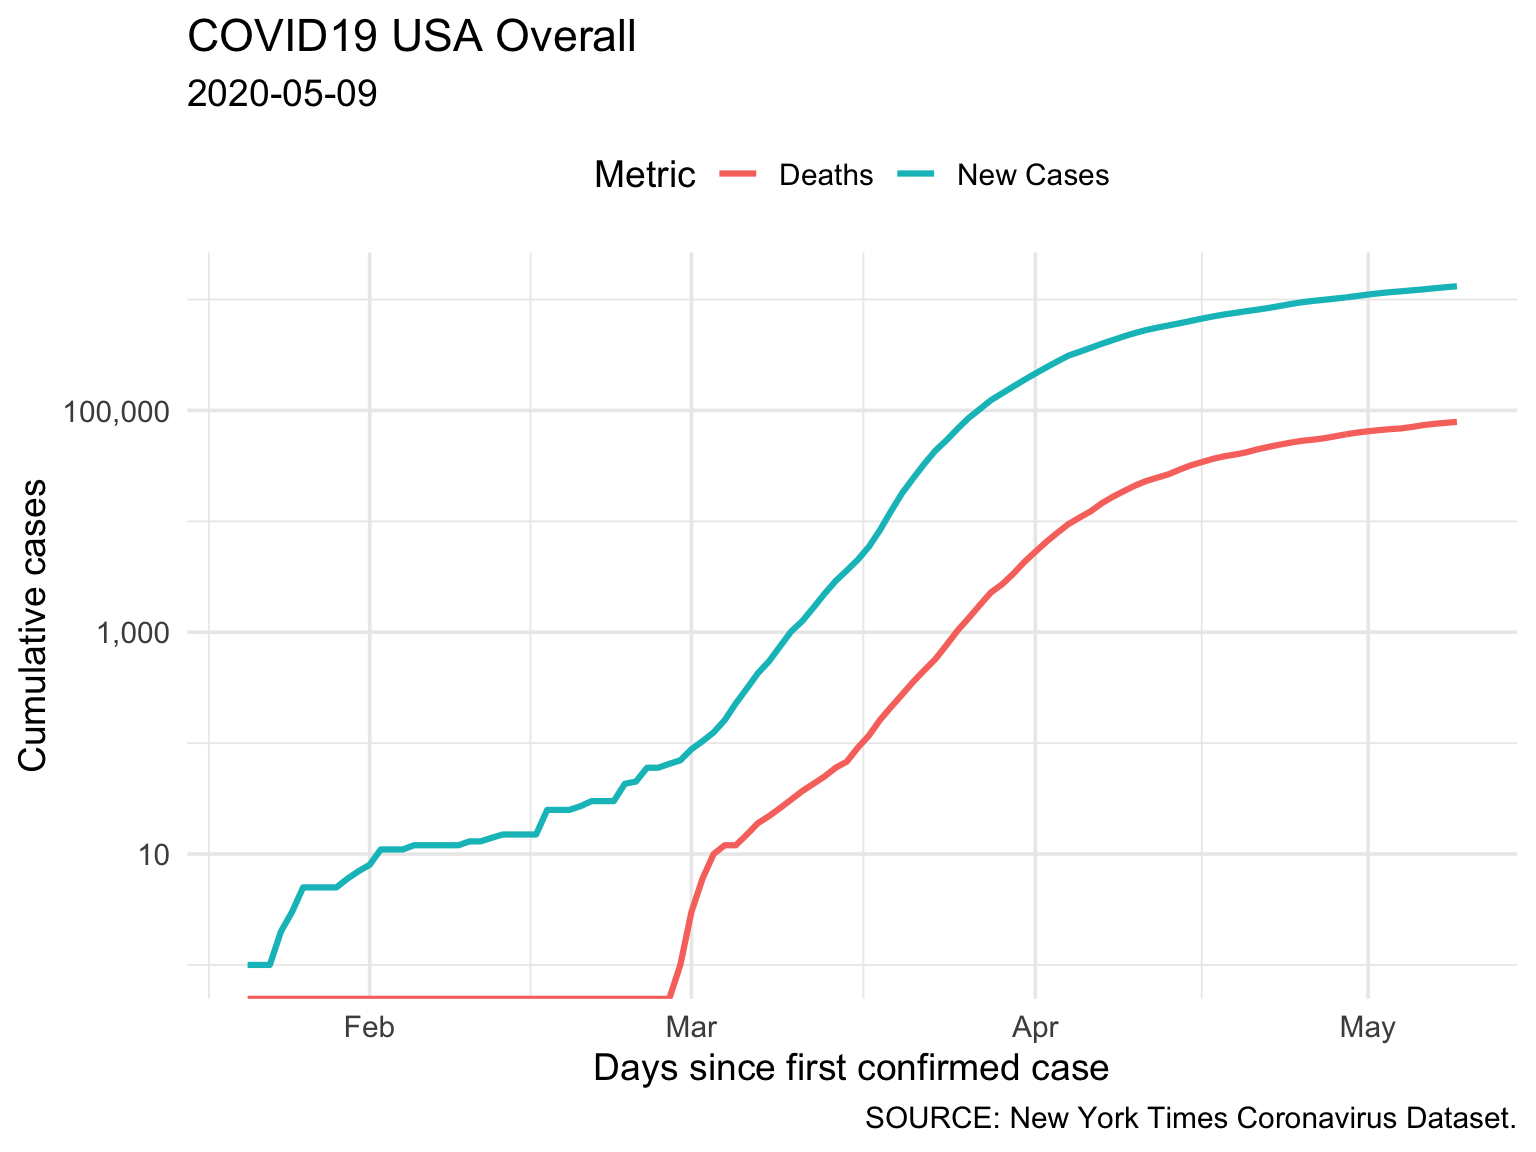 COVID19 USA Overall
2020-05-09
Metric Deaths New Cases
Cumulative cases
100,000
1,000
10
Feb Mar Apr May
Days since first confirmed case
SOURCE: New York Times Coronavirus Dataset.